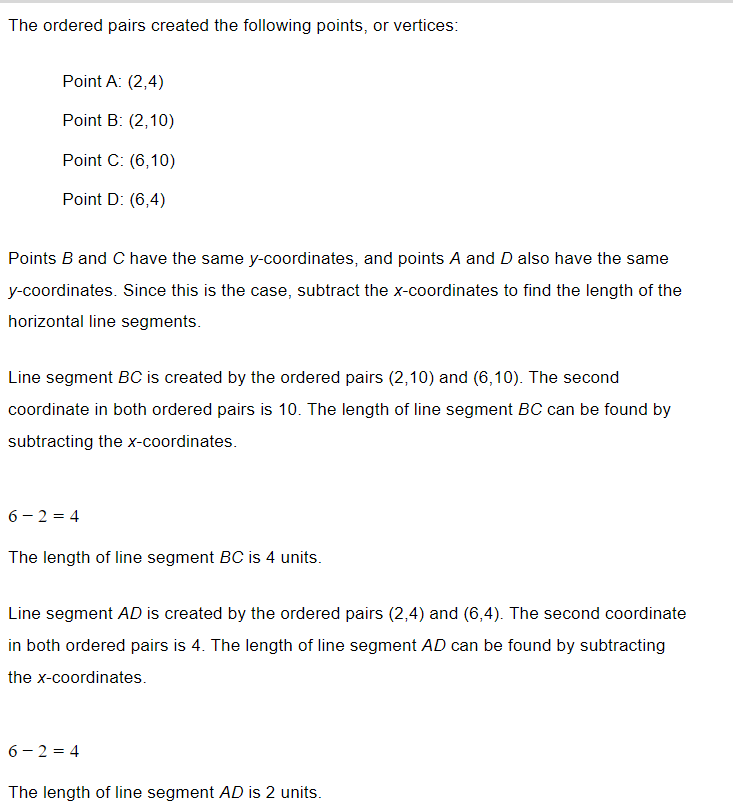 The ordered pairs created the following points, or vertices:
Point A: (2,4)
Point B: (2,10)
Point C: (6,10)
Point D: (6,4)
Points B and C have the same y-coordinates, and points A and D also have the same
y-coordinates. Since this is the case, subtract the x-coordinates to find the length of the
horizontal line segments.
Line segment BC is created by the ordered pairs (2,10) and (6,10). The second
coordinate in both ordered pairs is 10. The length of line segment BC can be found by
subtracting the x-coordinates.
6 − 2 = 4
The length of line segment BC is 4 units.
Line segment AD is created by the ordered pairs (2,4) and (6,4). The second coordinate
in both ordered pairs is 4. The length of line segment AD can be found by subtracting
the x-coordinates.
6 − 2 = 4
The length of line segment AD is 2 units.